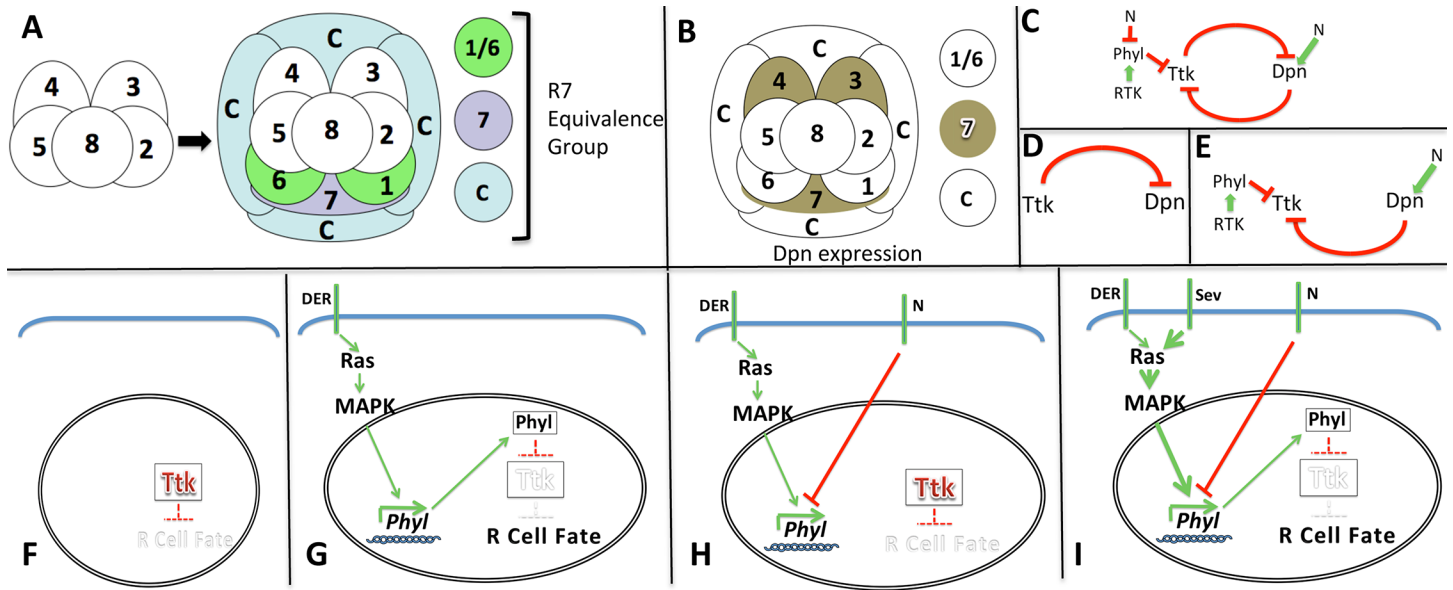 A
4
3
5
8
2
C
4
3
C
C
5
8
2
6
1
7
C
1/6
7
C
R7
Equivalence
Group
B
C
4
3
C
C
5
8
2
6
1
7
C
1/6
7
C
Dpn expression
C
N
Phyl
RTK
Ttk
Dpn
N
D
Ttk
Dpn
E
Phyl
RTK
Ttk
Dpn
N
F
Ttk
R Cell Fate
G
DER
Ras
MAPK
Phyl
Phyl
Ttk
R Cell Fate
H
DER
N
Ras
MAPK
Phyl
Ttk
R Cell Fate
I
DER
Sev
N
Ras
MAPK
Phyl
Phyl
Ttk
R Cell Fate